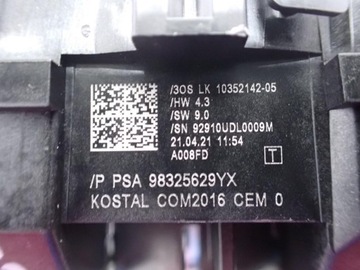 /3OS LK 10352142-05
/HW 4.3
/SW 9.0
/SN 92910UDL0009M
21.04.21 11:54
A008FD
T
/P PSA 98325629YX
KOSTAL COM2016 CEM 0